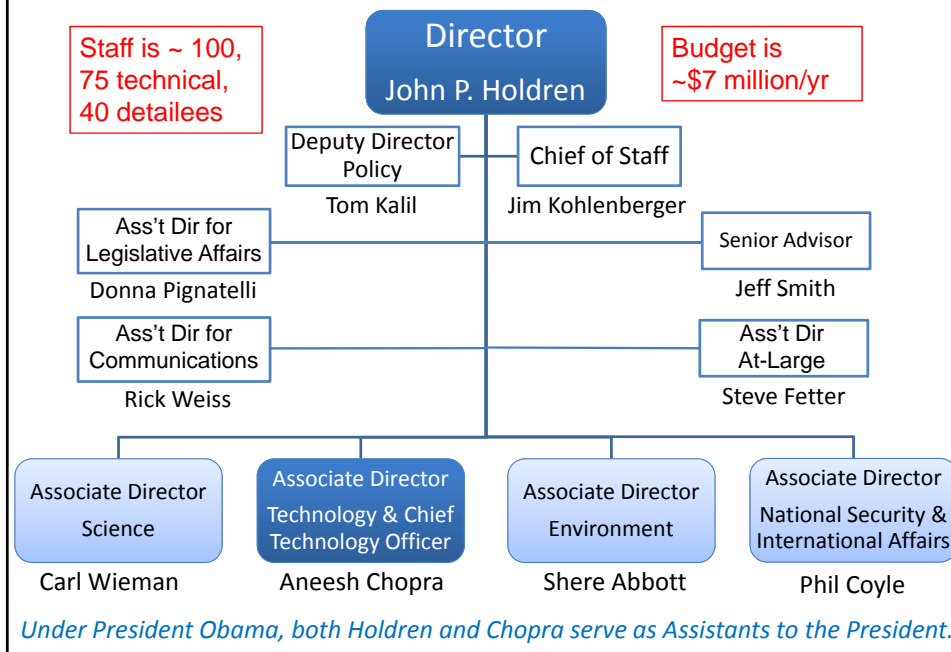 Staff is ~ 100,
75 technical,
40 detailees
Director
John P. Holdren
Budget is
~$7 million/yr
Deputy Director
Policy
Tom Kalil
Chief of Staff
Jim Kohlenberger
Ass’t Dir for
Legislative Affairs
Donna Pignatelli
Senior Advisor
Jeff Smith
Ass’t Dir for
Communications
Rick Weiss
Ass’t Dir
At-Large
Steve Fetter
Associate Director
Science
Carl Wieman
Associate Director
Technology & Chief
Technology Officer
Aneesh Chopra
Associate Director
Environment
Shere Abbott
Associate Director
National Security &
International Affairs
Phil Coyle
Under President Obama, both Holdren and Chopra serve as Assistants to the President.